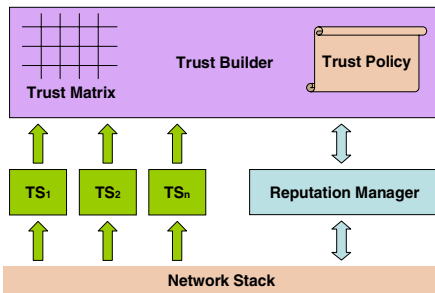 Trust Builder
Trust Policy
Trust Matrix
TS1
TS2
TSn
Reputation Manager
Network Stack